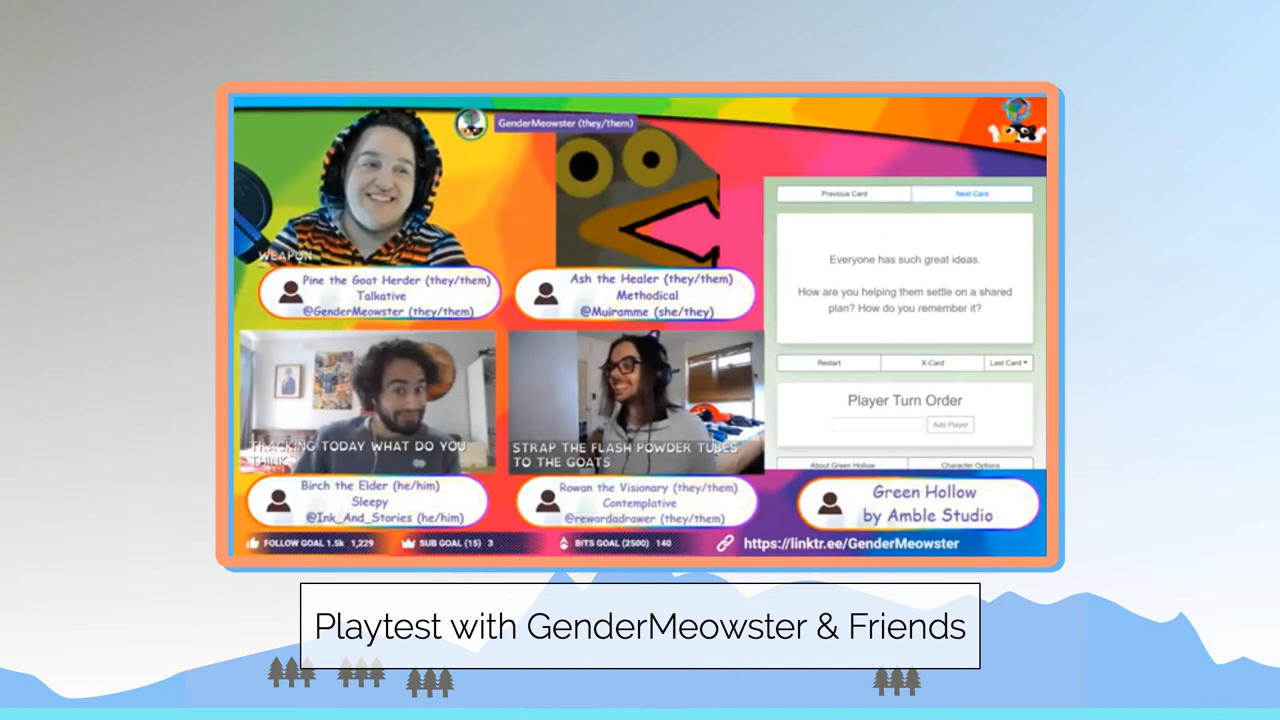 GenderMeowster (they/them)
WEAPON
Pine the Goat Herder (they/them)
Talkative
@GenderMeowster (they/them)
Ash the Healer (they/them)
Methodical
@Muiramme (she/they)
Previous Card
Next Card
Everyone has such great ideas.
How are you helping them settle on a shared
plan? How do you remember it?
Restart
X-Card
Last Card
Player Turn Order
Add Player
About Green Hollow
Character Options
TRACKING TODAY WHAT DO YOU
THINK
STRAP THE FLASH POWDER TUBES
TO THE GOATS
Birch the Elder (he/him)
Sleepy
@Ink_And_Stories (he/him)
Rowan the Visionary (they/them)
Contemplative
@rewardadrawer (they/them)
Green Hollow
by Amble Studio
FOLLOW GOAL 1.5k 1,229
SUB GOAL (15) 3
BITS GOAL (2500) 140
https://linktr.ee/GenderMeowster
Playtest with GenderMeowster & Friends